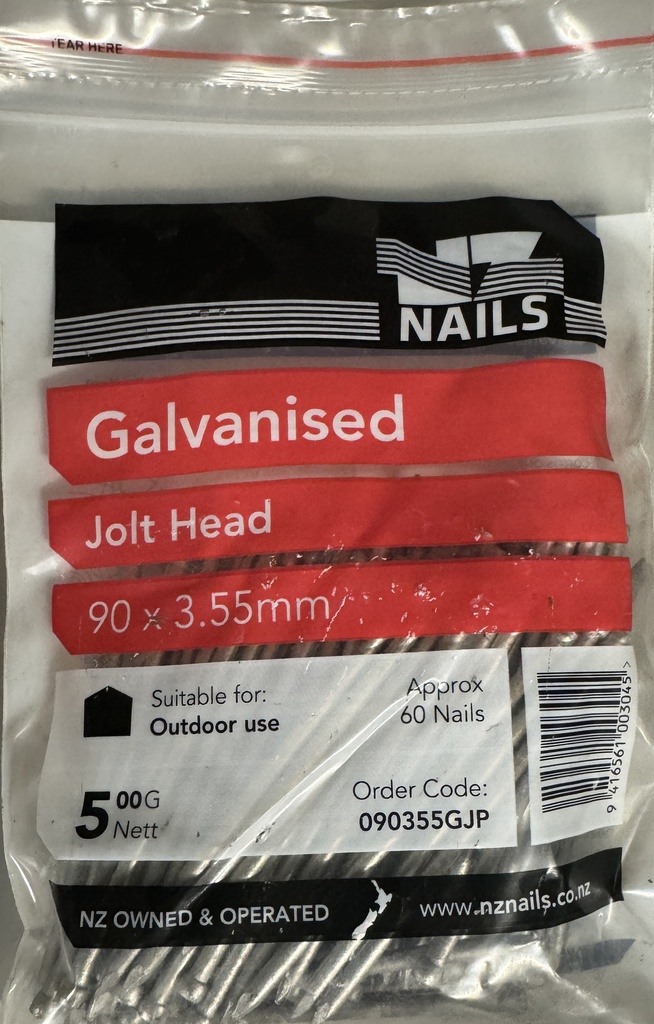 TEAR HERE
NZ
NAILS
Galvanised
Jolt Head
90 x 3.55mm
Suitable for:
Outdoor use
Approx
60 Nails
500G
Nett
Order Code:
090355GJP
9 416561 003045 >
NZ OWNED & OPERATED
www.nznails.co.nz